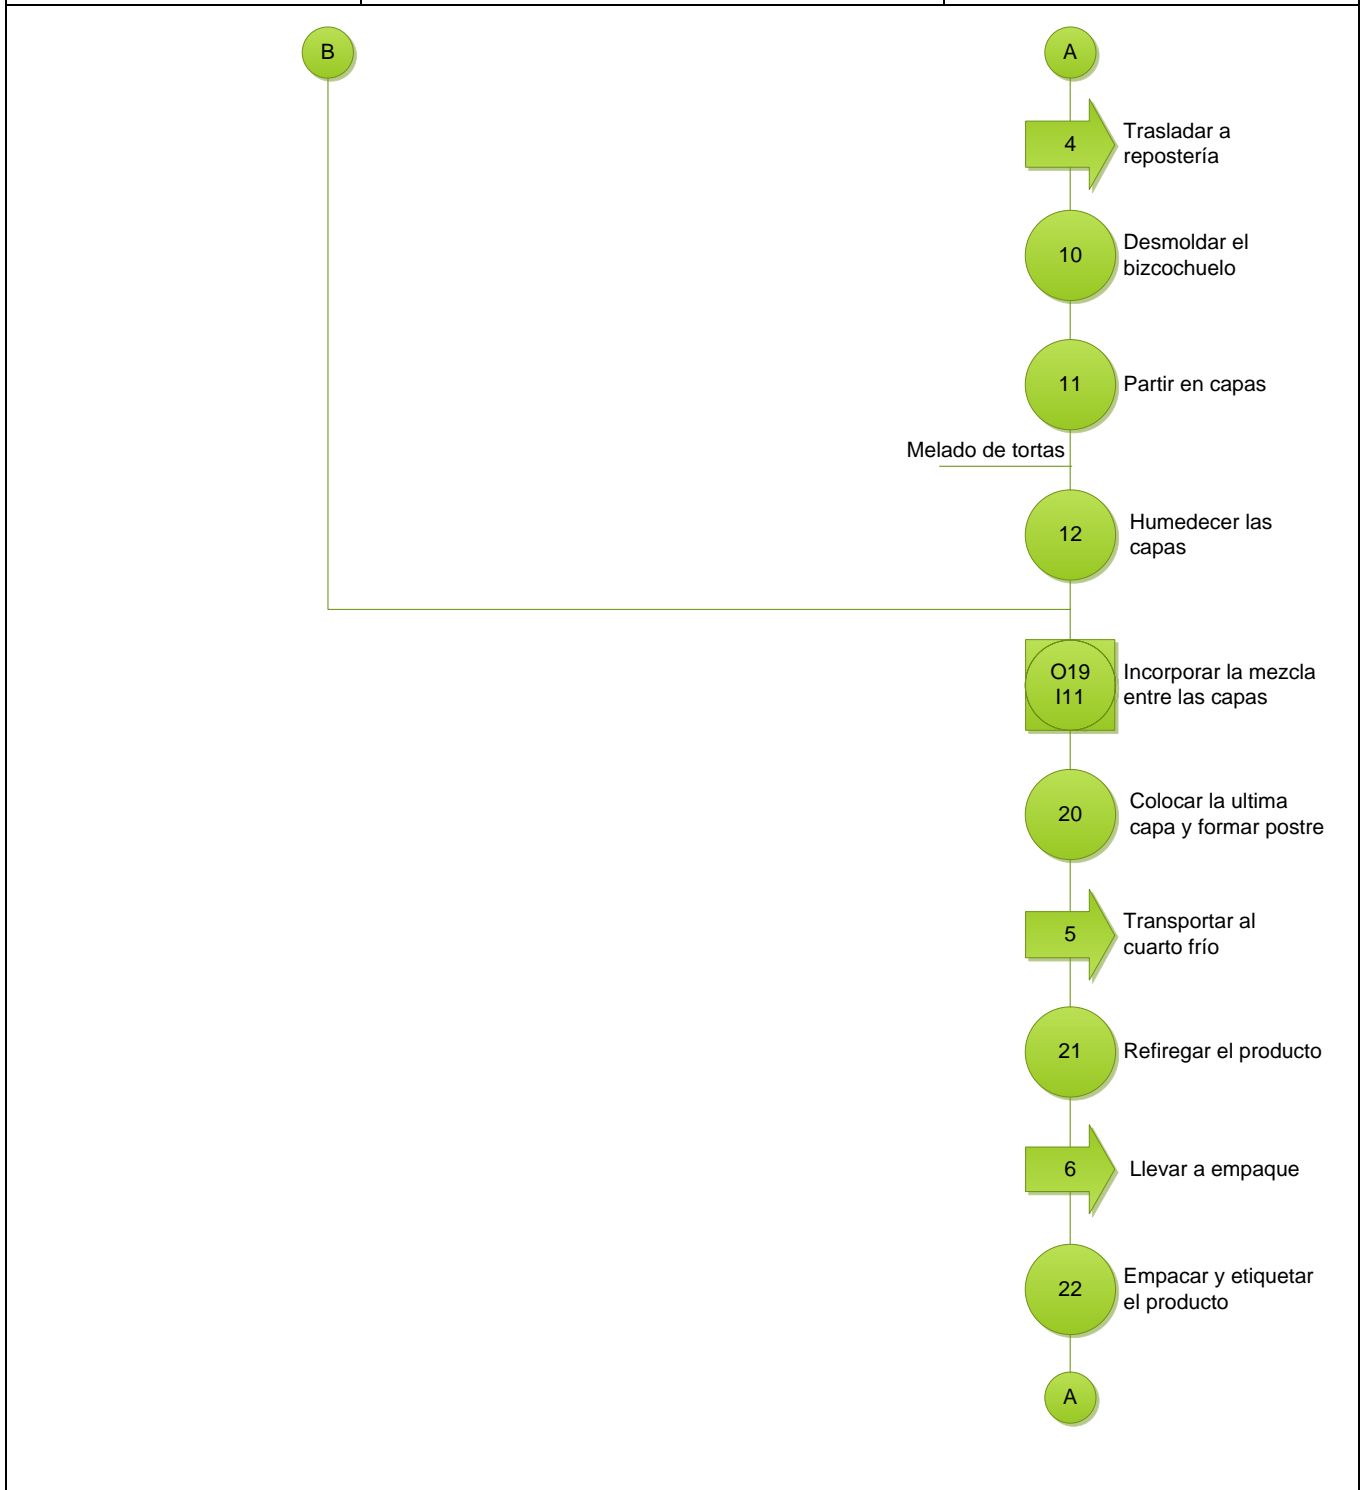 B
A
4
Trasladar a
repostería
10
Desmoldar el
bizcochuelo
11
Partir en capas
Melado de tortas
12
Humedecer las
capas
O19
I11
Incorporar la mezcla
entre las capas
20
Colocar la ultima
capa y formar postre
5
Transportar al
cuarto frío
21
Refiregar el producto
6
Llevar a empaque
22
Empacar y etiquetar
el producto
A